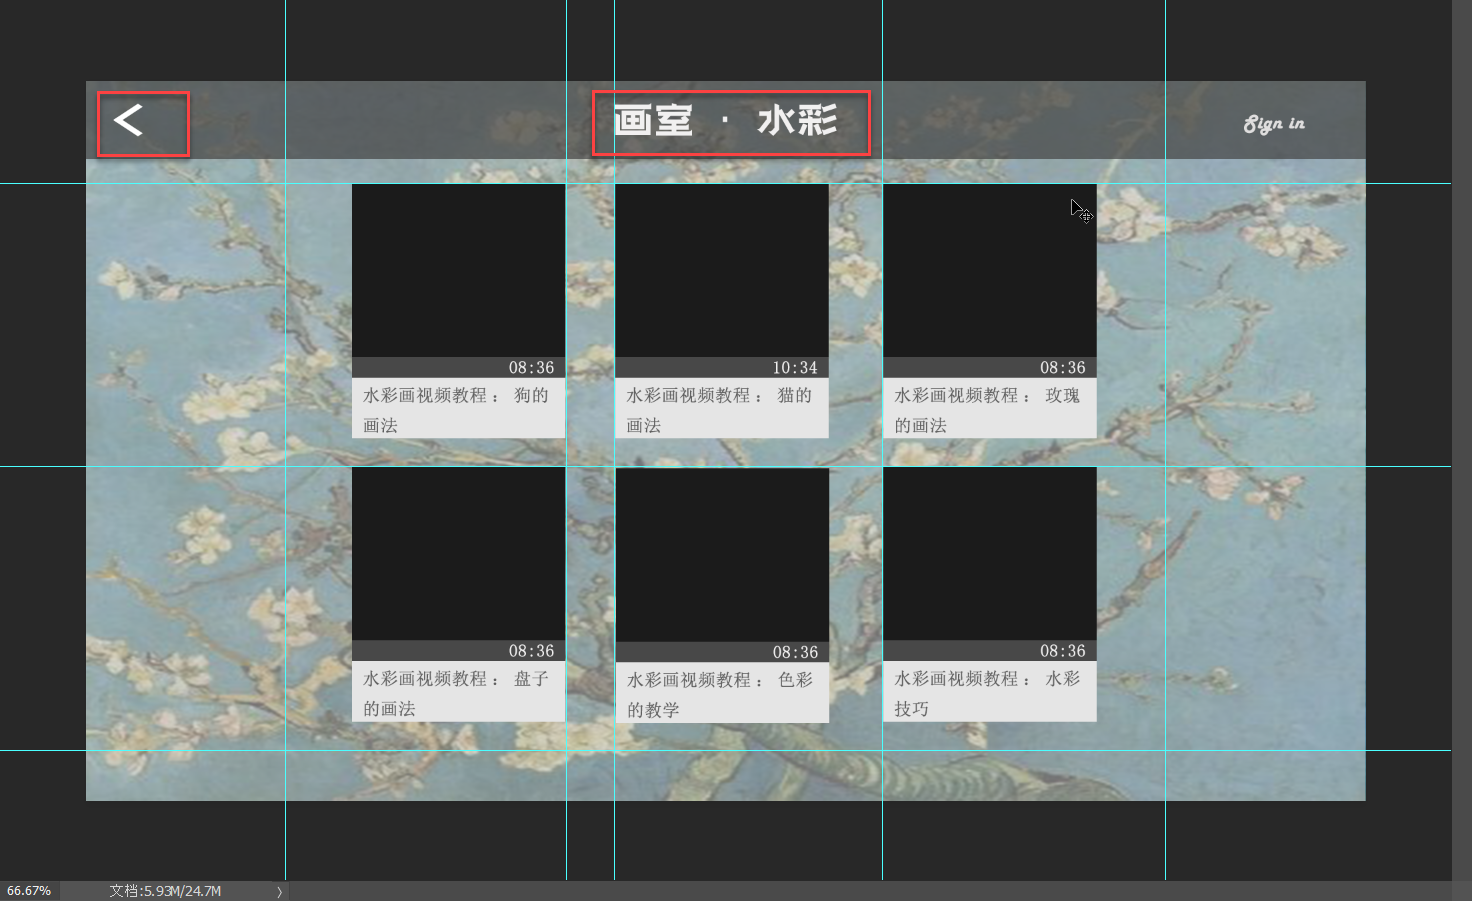 <
画室 · 水彩
Sign in
08:36
水彩画视频教程： 狗的
画法
10:34
水彩画视频教程： 猫的
画法
08:36
水彩画视频教程： 玫瑰
的画法
08:36
水彩画视频教程： 盘子
的画法
08:36
水彩画视频教程： 色彩
的教学
08:36
水彩画视频教程： 水彩
技巧
66.67%
文档:5.93M/24.7M